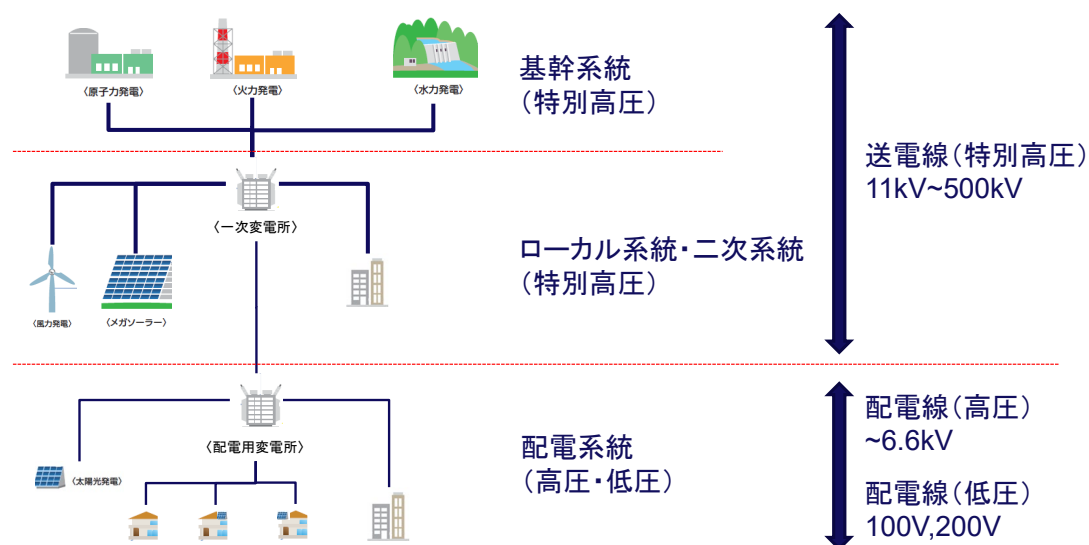 〈原子力発電〉
〈火力発電〉
〈水力発電〉
基幹系統
(特別高圧)
送電線(特別高圧)
11kV~500kV
〈一次変電所〉
ローカル系統・二次系統
(特別高圧)
〈風力発電〉
〈メガソーラー〉
〈配電用変電所〉
〈太陽光発電〉
配電系統
(高圧・低圧)
配電線(高圧)
~6.6kV
配電線(低圧)
100V,200V